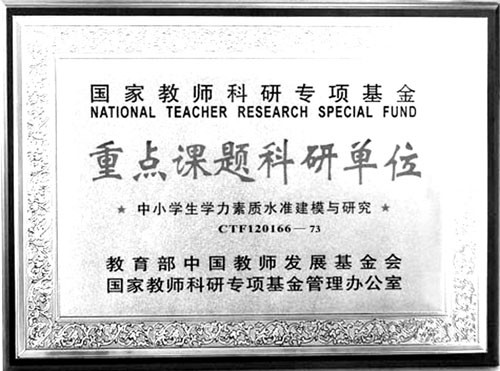 国家教师科研专项基金
NATIONAL TEACHER RESEARCH SPECIAL FUND
重点课题科研单位
★ 中小学生学力素质水准建模与研究 ★
CTF120166—73
教育部中国教师发展基金会
国家教师科研专项基金管理办公室